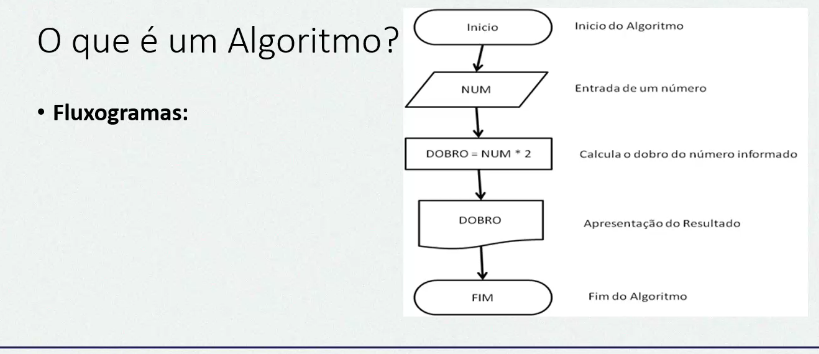 O que é um Algoritmo?
• Fluxogramas:
Inicio
Inicio do Algoritmo
NUM
Entrada de um número
DOBRO = NUM * 2
Calcula o dobro do número informado
DOBRO
Apresentação do Resultado
FIM
Fim do Algoritmo